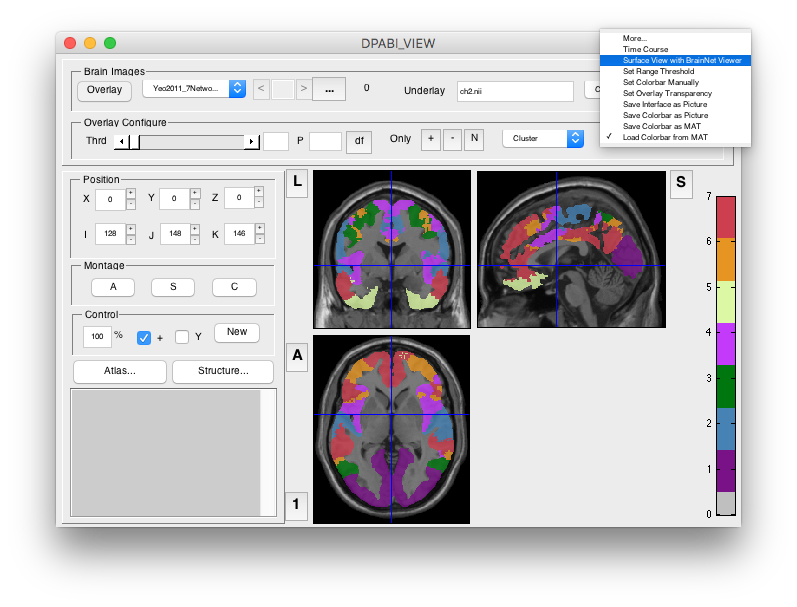 DPABI_VIEW
More...
Time Course
Surface View with BrainNet Viewer
Set Range Threshold
Set Colorbar Manually
Set Overlay Transparency
Save Interface as Picture
Save Colorbar as Picture
Save Colorbar as MAT
✓ Load Colorbar from MAT
Brain Images
Overlay Yeo2011_7Netwo... < > ... 0 Underlay ch2.nii
Overlay Configure
Thrd P df Only + - N Cluster
Position
X 0 + - Y 0 + - Z 0 + -
I 128 + - J 148 + - K 146 + -
Montage
A S C
Control
100 % + Y New
Atlas... Structure...
L
S
A
1
7
6
5
4
3
2
1
0